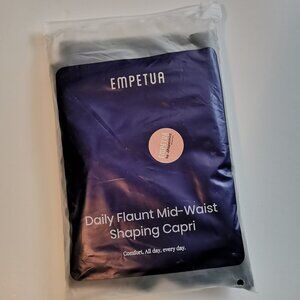 EMPETUA
Daily Flaunt Mid-Waist
Shaping Capri
Comfort. All day, every day.